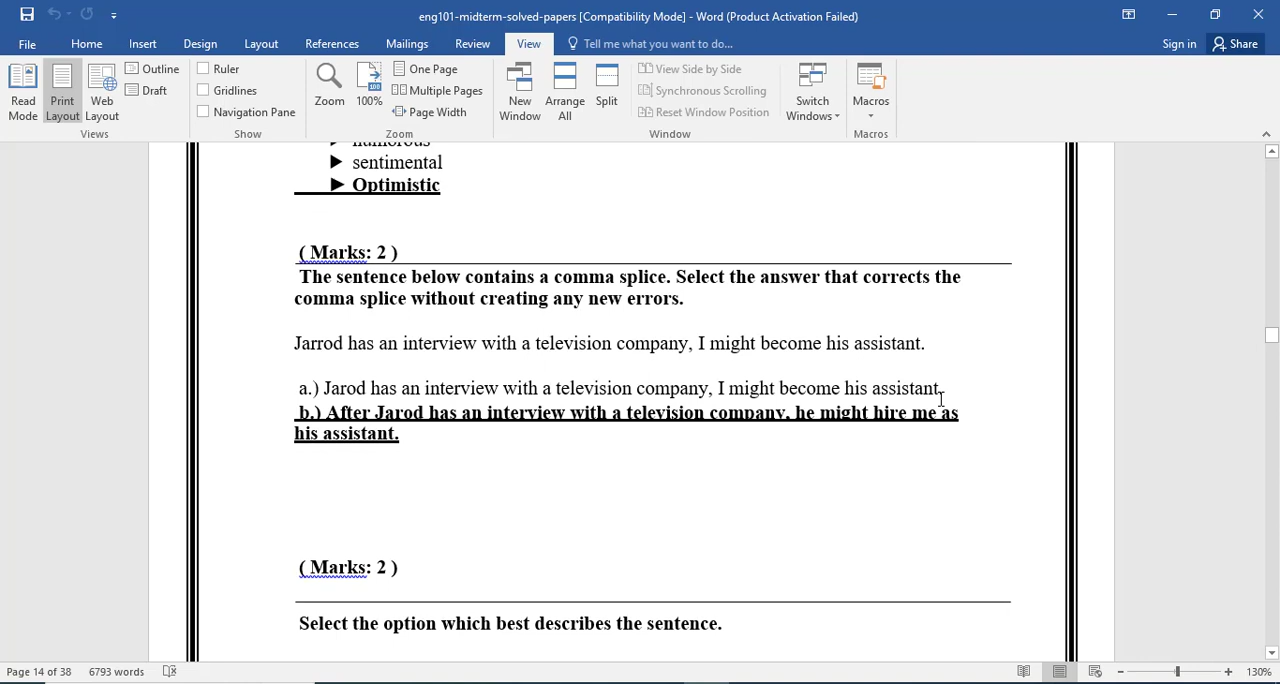 eng101-midterm-solved-papers [Compatibility Mode] - Word (Product Activation Failed)
File Home Insert Design Layout References Mailings Review View Tell me what you want to do... Sign in Share
Read Mode
Print Layout
Web Layout
Outline
Draft
Views
Ruler
Gridlines
Navigation Pane
Show
Zoom
100
100%
One Page
Multiple Pages
Page Width
Zoom
New Window
Arrange All
Split
View Side by Side
Synchronous Scrolling
Reset Window Position
Window
Switch Windows
Macros
Macros
humorous
sentimental
Optimistic
( Marks: 2 )
The sentence below contains a comma splice. Select the answer that corrects the
comma splice without creating any new errors.
Jarrod has an interview with a television company, I might become his assistant.
a.) Jarod has an interview with a television company, I might become his assistant.
b.) After Jarod has an interview with a television company, he might hire me as
his assistant.
( Marks: 2 )
Select the option which best describes the sentence.
Page 14 of 38 6793 words 130%